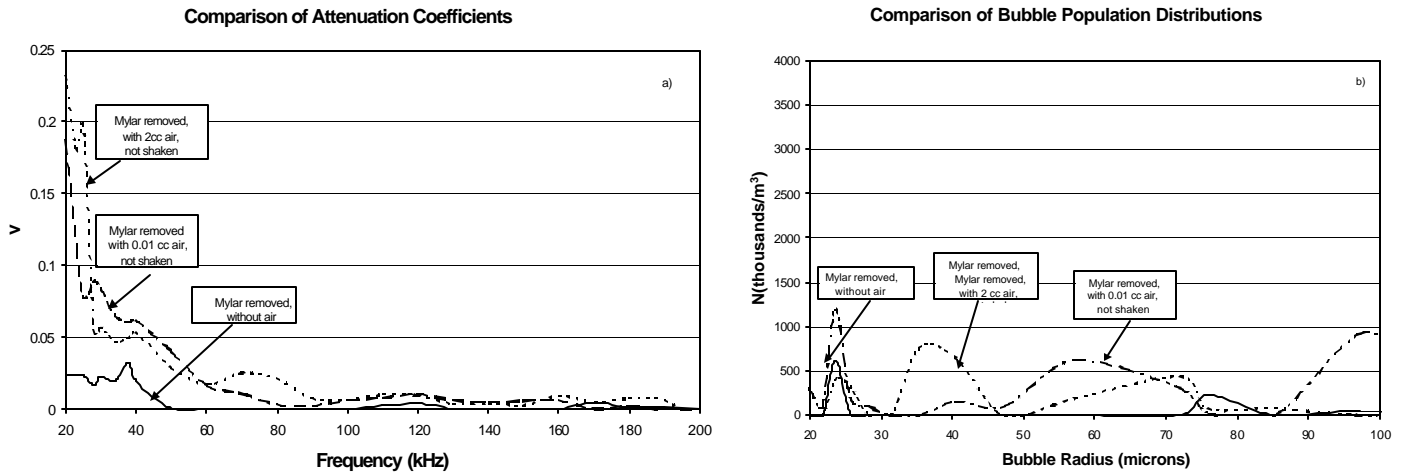 Comparison of Attenuation Coefficients
0.25
0.2
0.15
0.1
0.05
0
v
a)
Mylar removed,
with 2cc air,
not shaken
Mylar removed
with 0.01 cc air,
not shaken
Mylar removed,
without air
20 40 60 80 100 120 140 160 180 200
Frequency (kHz)
Comparison of Bubble Population Distributions
4000
3500
3000
2500
2000
1500
1000
500
0
N(thousands/m³)
b)
Mylar removed,
without air
Mylar removed,
Mylar removed,
with 2 cc air,
Mylar removed,
with 0.01 cc air,
not shaken
20 30 40 50 60 70 80 90 100
Bubble Radius (microns)